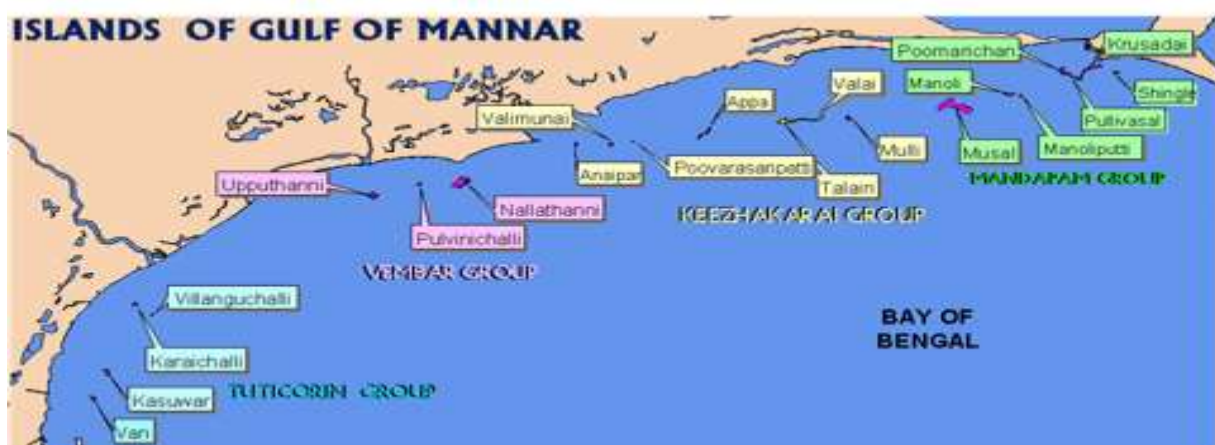 ISLANDS OF GULF OF MANNAR
Krusadai
Poomarichan
Shingle
Manoli
Valai
Appa
Valimunai
Pullivasal
Mulli
Musal
Manoliputti
Anaipar
Poovarasanpatti
Talairi
MANDAPAM GROUP
Upputhanni
Nallathanni
KEEZHAKARAI GROUP
Pulvinichalli
VEMBAR GROUP
Villanguchalli
BAY OF
BENGAL
Karaichalli
TUTICORIN GROUP
Kasuwar
Van